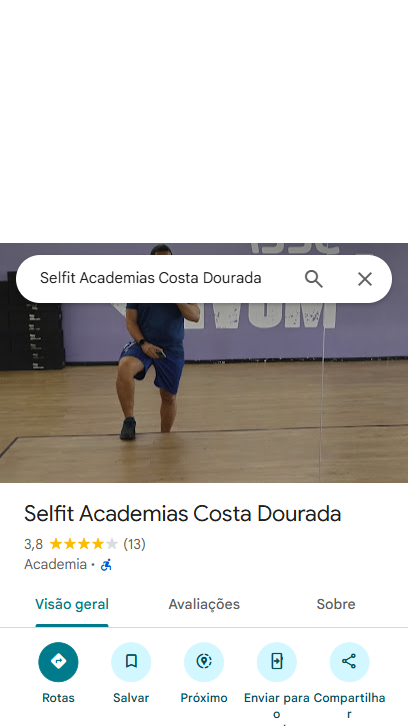 Selfit Academias Costa Dourada
Selfit Academias Costa Dourada
3,8 ★★★★★ (13)
Academia ·
Visão geral
Avaliações
Sobre
Rotas
Salvar
Próximo
Enviar para
o
Compartilha
r